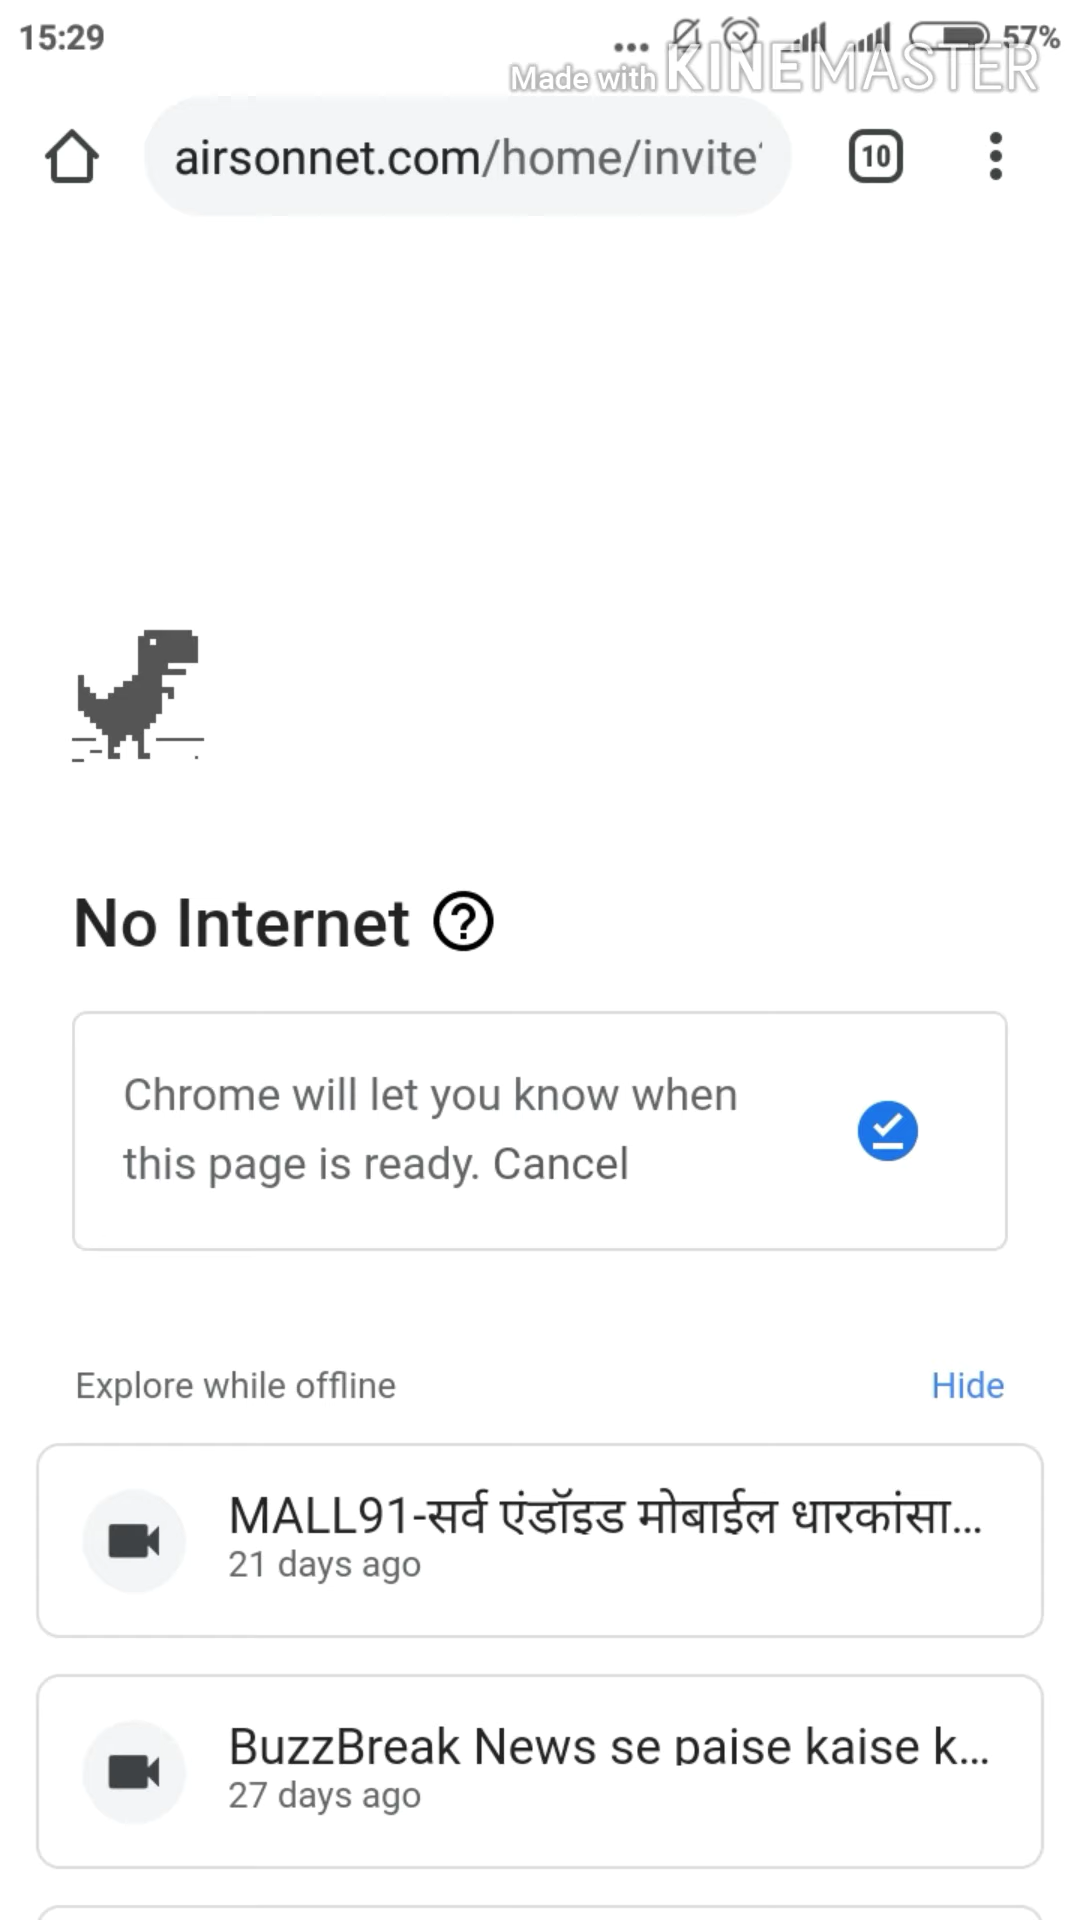 15:29
57%
Made with KINEMASTER
airsonnet.com/home/invite
10
No Internet
Chrome will let you know when
this page is ready. Cancel
Explore while offline
Hide
MALL91-सर्व एंडॉइड मोबाईल धारकांसा...
21 days ago
BuzzBreak News se paise kaise k...
27 days ago